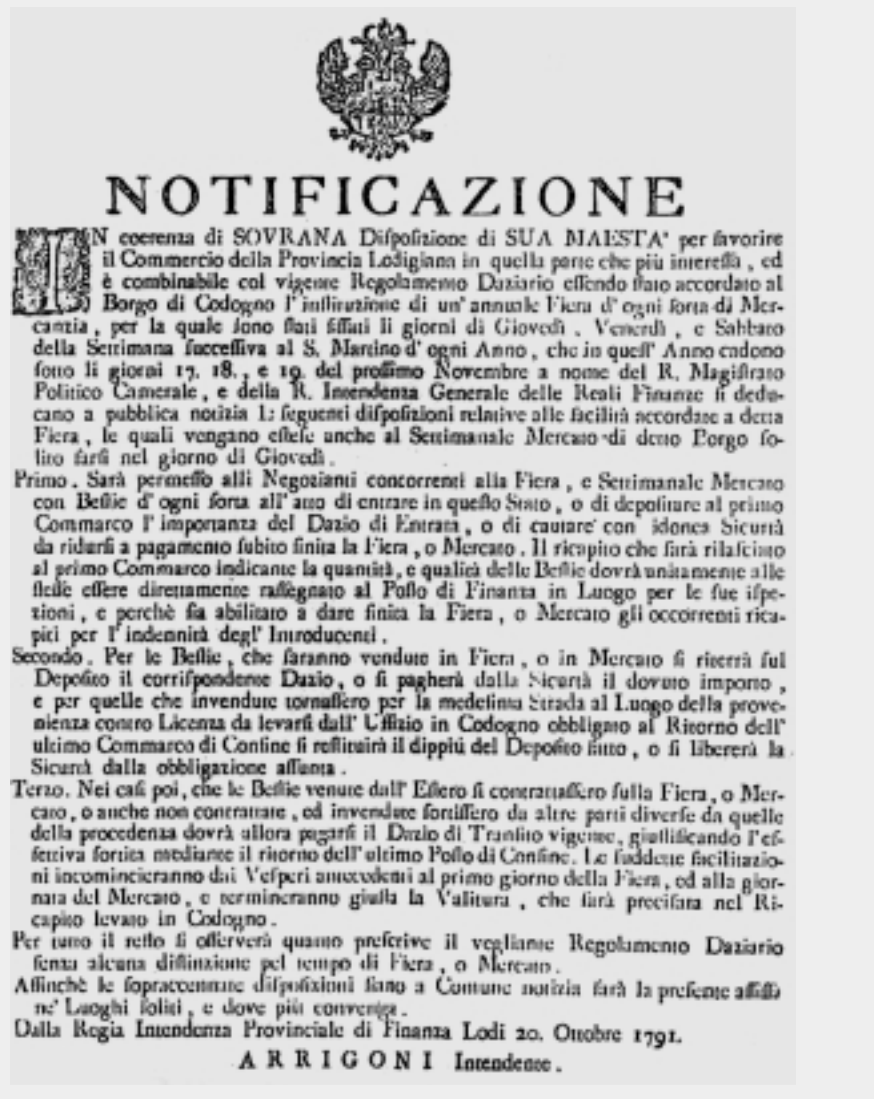 NOTIFICAZIONE
IN coerenza di SOVRANA Disposizione di SUA MAESTA' per favorire
il Commercio della Provincia Lodigiana in quella parte che più interessa, ed
è combinabile col vigente Regolamento Daziario essendo stato accordato al
Borgo di Codogno l'instituzione di un' annuale Fiera d'ogni sorta di Mer-
canzia, per la quale sono stati fissati li giorni di Giovedì, Venerdì, e Sabbato
della Settimana successiva al S. Martino d'ogni Anno, che in quest' Anno cadono
sotto li giorni 17. 18., e 19. del prossimo Novembre a nome del R. Magistrato
Politico Camerale, e della R. Intendenza Generale delle Reali Finanze si dedu-
cano a pubblica notizia le seguenti disposizioni relative alle facilità accordate a detta
Fiera, le quali vengano estese anche al Settimanale Mercato di detto Borgo so-
lito farsi nel giorno di Giovedì.
Primo. Sarà permesso alli Negozianti concorrenti alla Fiera, e Settimanale Mercato
con Bestie d'ogni sorta all'atto di entrare in questo Stato, o di depositare al primo
Commarco l'importanza del Dazio di Entrata, o di cautare con idonea Sicurtà
da ridursi a pagamento subito finita la Fiera, o Mercato. Il ricapito che sarà rilasciato
al primo Commarco indicante la quantità, e qualità delle Bestie dovrà unitamente alle
stesse essere direttamente rassegnato al Posto di Finanza in Luogo per le sue ispe-
zioni, e perchè sia abilitato a dare finita la Fiera, o Mercato gli occorrenti rica-
piti per l'indennità degl' Introducenti.
Secondo. Per le Bestie, che saranno vendute in Fiera, o in Mercato si riterrà sul
Deposito il corrispondente Dazio, o si pagherà dalla Sicurtà il dovuto importo,
e per quelle che invendute tornassero per la medesima Strada al Luogo della prove-
nienza contro Licenza da levarsi dall' Uffizio in Codogno obbligato al Ritorno dell'
ultimo Commarco di Confine si restituirà il dippiù del Deposito fatto, o si libererà la
Sicurtà dalla obbligazione assunta.
Terzo. Nei casi poi, che le Bestie venute dall' Estero si contrattassero sulla Fiera, o Mer-
cato, o anche non contrattate, ed invendute sortissero da altre parti diverse da quelle
della procedenza dovrà allora pagarsi il Dazio di Transito vigente, giustificando l'ef-
fettiva sortita mediante il ritorno dell'ultimo Posto di Confine. Le suddette facilitazio-
ni incomincieranno dai Vesperi antecedenti al primo giorno della Fiera, ed alla gior-
nata del Mercato, e termineranno giusta la Valitura, che sarà precisata nel Ri-
capito levato in Codogno.
Per tutto il resto si osserverà quanto prescrive il vegliante Regolamento Daziario
senza alcuna distinzione pel tempo di Fiera, o Mercato.
Affinchè le sopraccennate disposizioni siano a Comune notizia sarà la presente affissa
ne' Luoghi soliti, e dove più converrà.
Dalla Regia Intendenza Provinciale di Finanza Lodi 20. Ottobre 1791.
ARRIGONI Intendente.